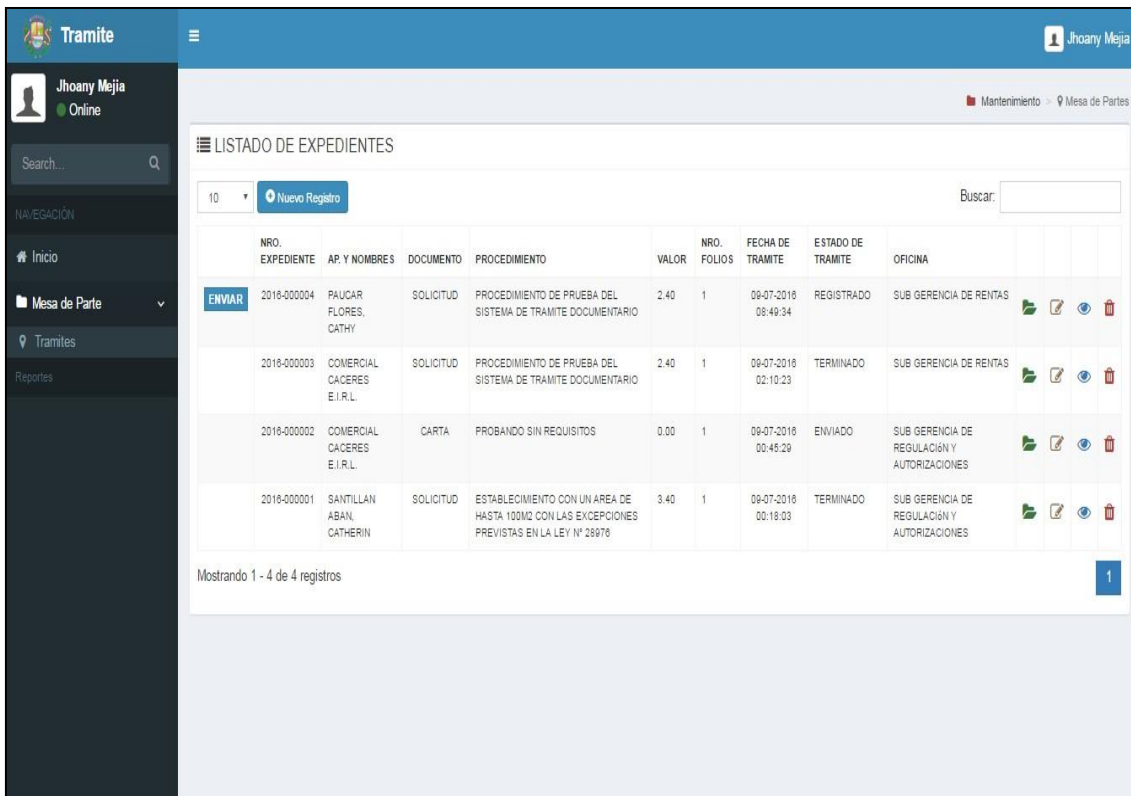 Tramite
Jhoany Mejia
Jhoany Mejia
Online
Mantenimiento > Mesa de Partes
Search...
NAVEGACIÓN
Inicio
Mesa de Parte
Tramites
Reportes
LISTADO DE EXPEDIENTES
10 Nuevo Registro Buscar:
NRO. EXPEDIENTE AP. Y NOMBRES DOCUMENTO PROCEDIMIENTO VALOR NRO. FOLIOS FECHA DE TRAMITE ESTADO DE TRAMITE OFICINA
ENVIAR 2016-000004 PAUCAR SOLICITUD PROCEDIMIENTO DE PRUEBA DEL 2.40 1 09-07-2016 REGISTRADO SUB GERENCIA DE RENTAS
FLORES, SISTEMA DE TRAMITE DOCUMENTARIO 08:49:34
CATHY
2016-000003 COMERCIAL SOLICITUD PROCEDIMIENTO DE PRUEBA DEL 2.40 1 09-07-2016 TERMINADO SUB GERENCIA DE RENTAS
CACERES SISTEMA DE TRAMITE DOCUMENTARIO 02:10:23
E.I.R.L.
2016-000002 COMERCIAL CARTA PROBANDO SIN REQUISITOS 0.00 1 09-07-2016 ENVIADO SUB GERENCIA DE
CACERES 00:45:29 REGULACIóN Y
E.I.R.L. AUTORIZACIONES
2016-000001 SANTILLAN SOLICITUD ESTABLECIMIENTO CON UN AREA DE 3.40 1 09-07-2016 TERMINADO SUB GERENCIA DE
ABAN, HASTA 100M2 CON LAS EXCEPCIONES 00:18:03 REGULACIóN Y
CATHERIN PREVISTAS EN LA LEY N° 28976 AUTORIZACIONES
Mostrando 1 - 4 de 4 registros
1